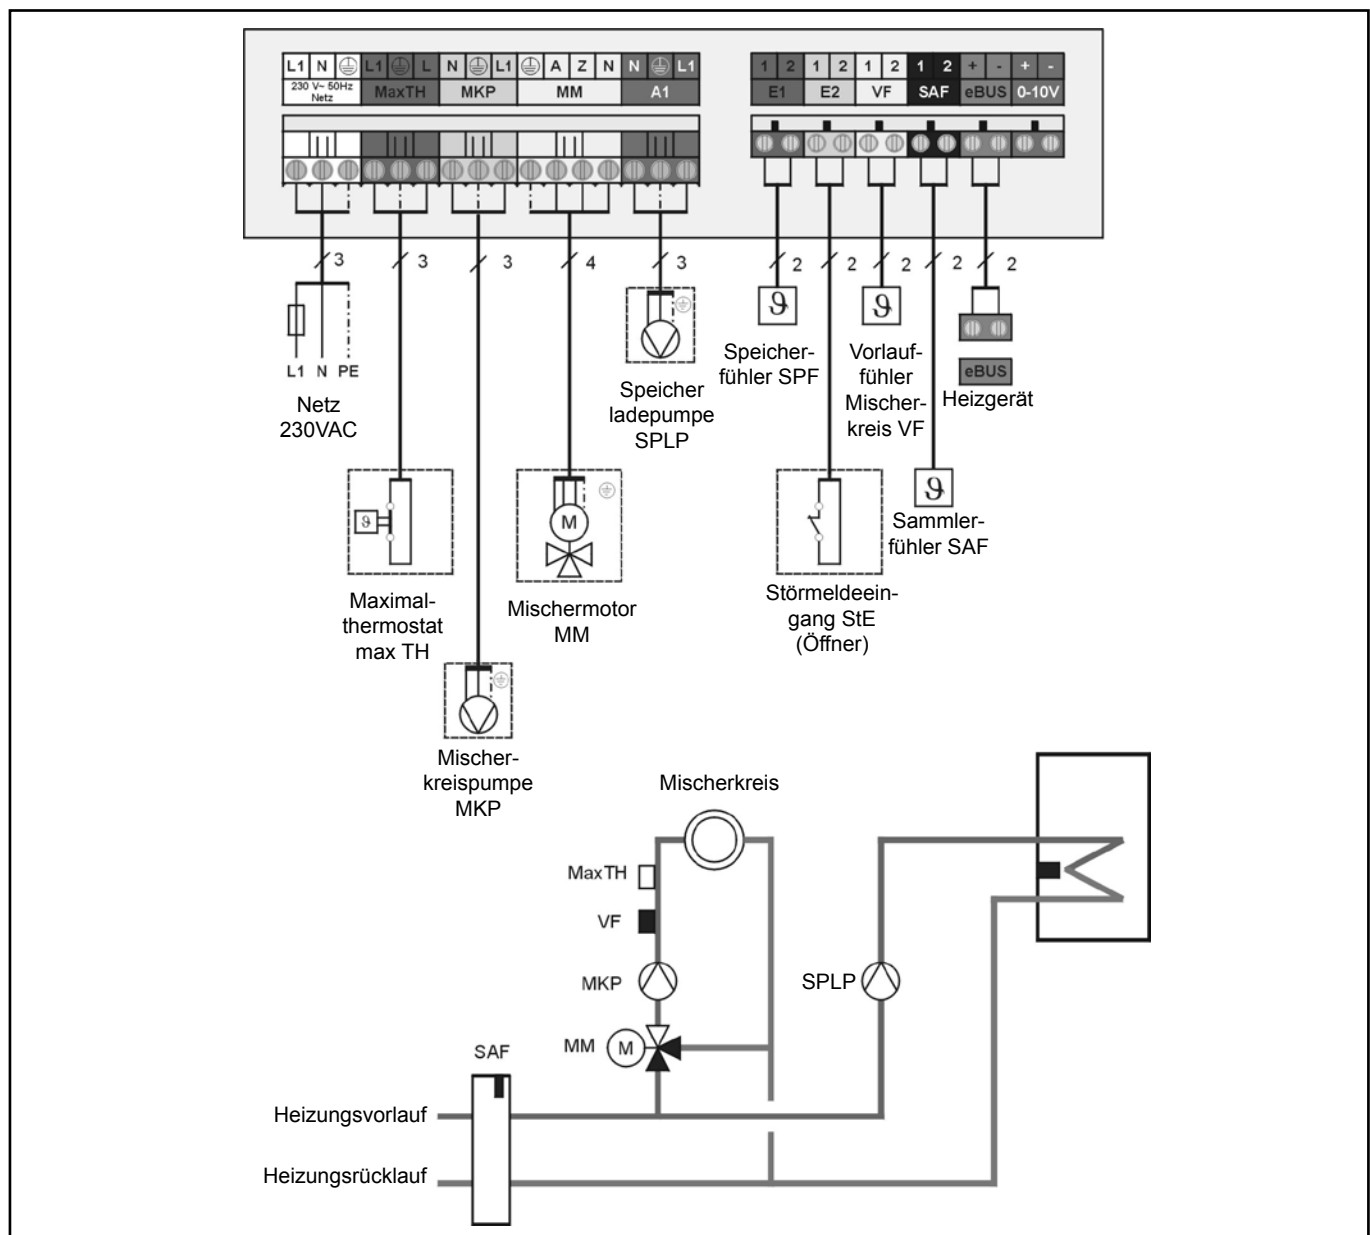 L1 N L1 L N L1 A Z N N L1 1 2 1 2 1 2 1 2 + - + -
230 V~ 50Hz
Netz
MaxTH MKP MM A1 E1 E2 VF SAF eBUS 0-10V
3 3 3 4 3 2 2 2 2 2
L1 N PE
Netz
230VAC
Speicher
ladepumpe
SPLP
ϑ
Speicher-
fühler SPF
ϑ
Vorlauf-
fühler
Mischer-
kreis VF
eBUS
Heizgerät
ϑ
Maximal-
thermostat
max TH
M
Mischermotor
MM
Störmeldeein-
gang StE
(Öffner)
ϑ
Sammler-
fühler SAF
Mischer-
kreispumpe
MKP
Mischerkreis
MaxTH
VF
MKP
SPLP
MM M
SAF
Heizungsvorlauf
Heizungsrücklauf